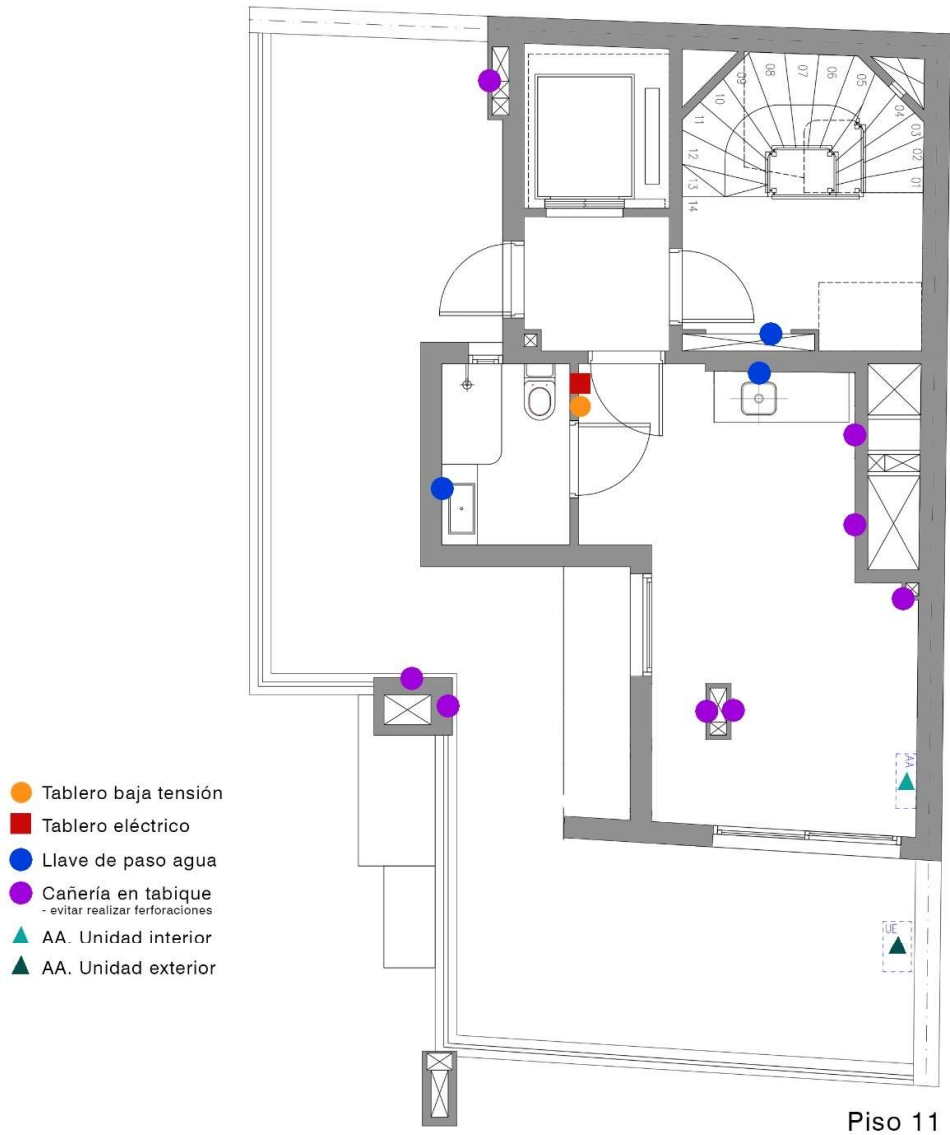 09
08
07
06
05
04
03
02
01
10
11
12
13
14
AA
UE
Tablero baja tensión
Tablero eléctrico
Llave de paso agua
Cañería en tabique
- evitar realizar ferforaciones
AA. Unidad interior
AA. Unidad exterior
Piso 11